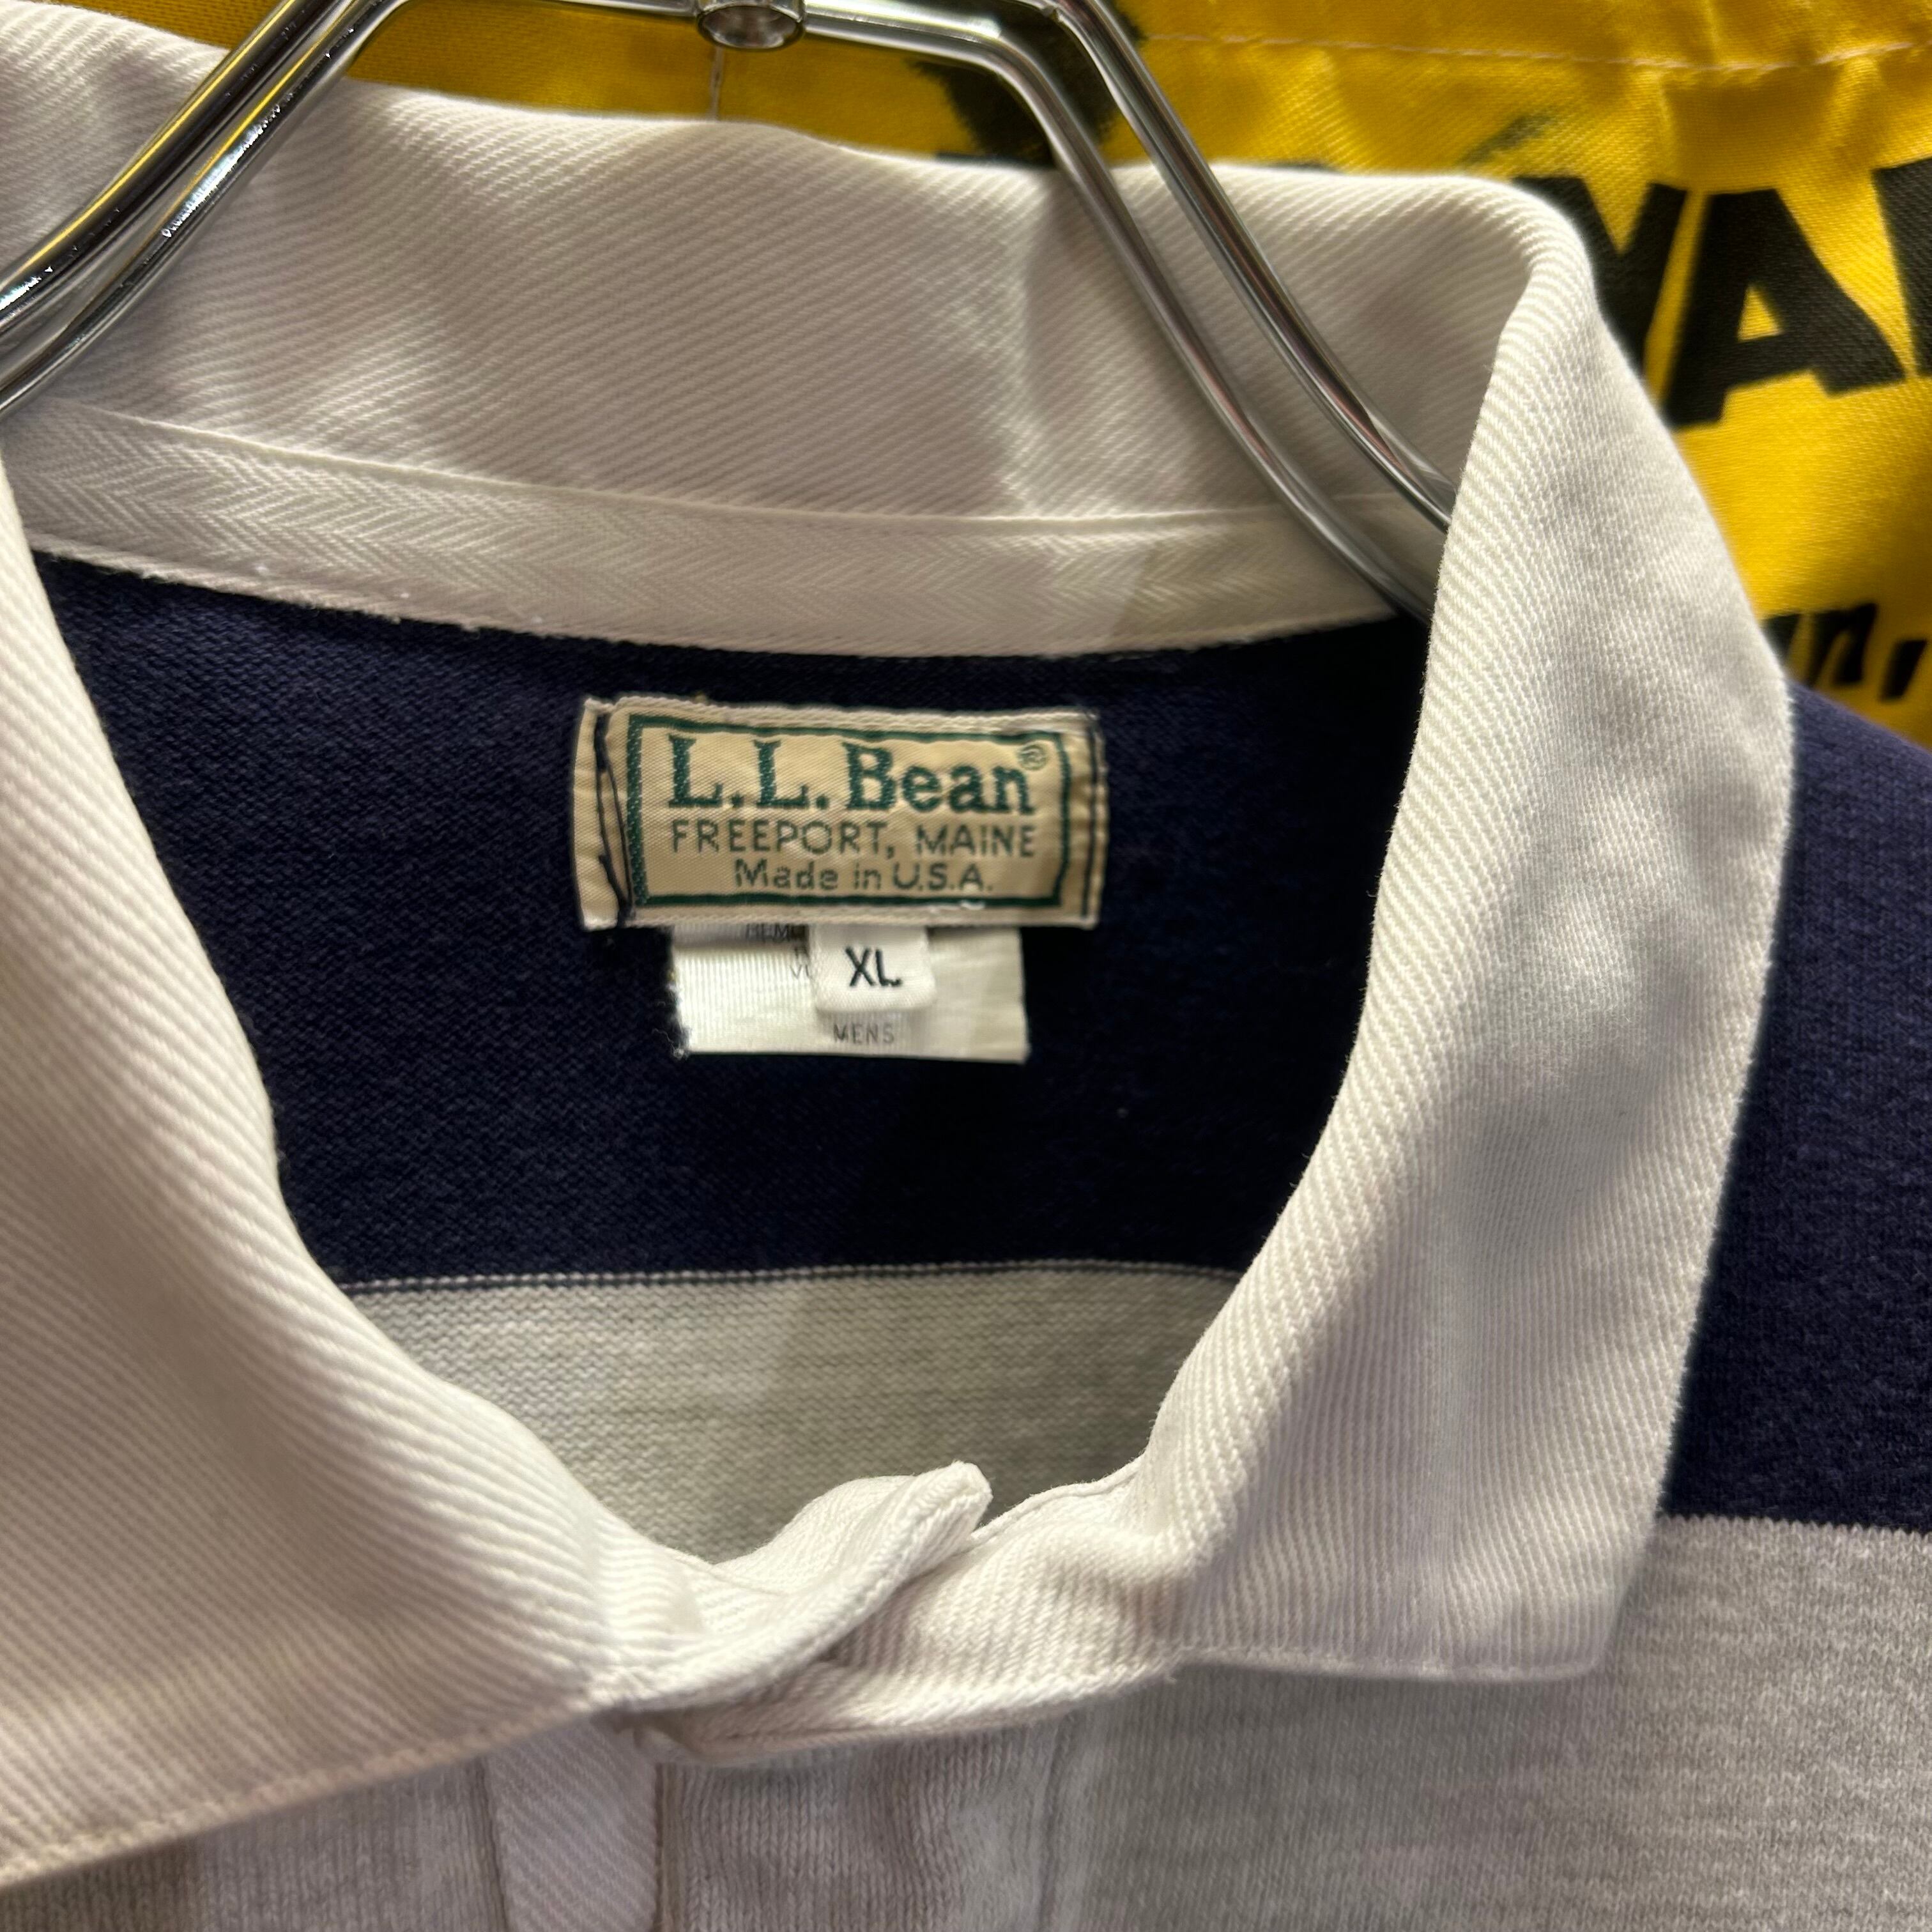 L.L.Bean®
FREEPORT, MAINE
Made in U.S.A.
XL
MENS